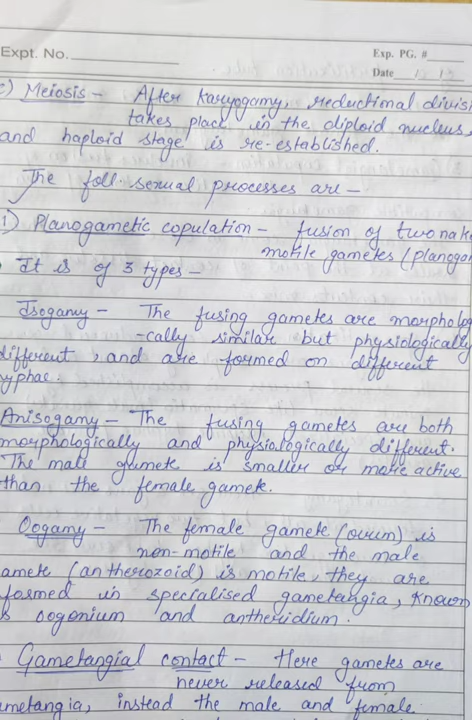 Expt. No.
Exp. PG. #
Date
c) Meiosis - After karyogamy, reductional divis
takes place in the diploid nucleus,
and haploid stage is re-established.
The foll. sexual processes are -
i) Planogametic copulation - fusion of two nak
motile gametes (planoga
It is of 3 types -
Isogamy - The fusing gametes are morpholog
-cally similar but physiologically
different, and are formed on different
yphae.
Anisogamy - The fusing gametes are both
morphologically and physiologically different.
The male gamete is smaller or more active
than the female gamete.
Oogamy - The female gamete (ovum) is
non-motile and the male
amete (antherozoid) is motile, they are
formed in specialised gametangia, known
s oogonium and antheridium.
Gametangial contact - Here gametes are
never released from
ametangia, instead the male and female